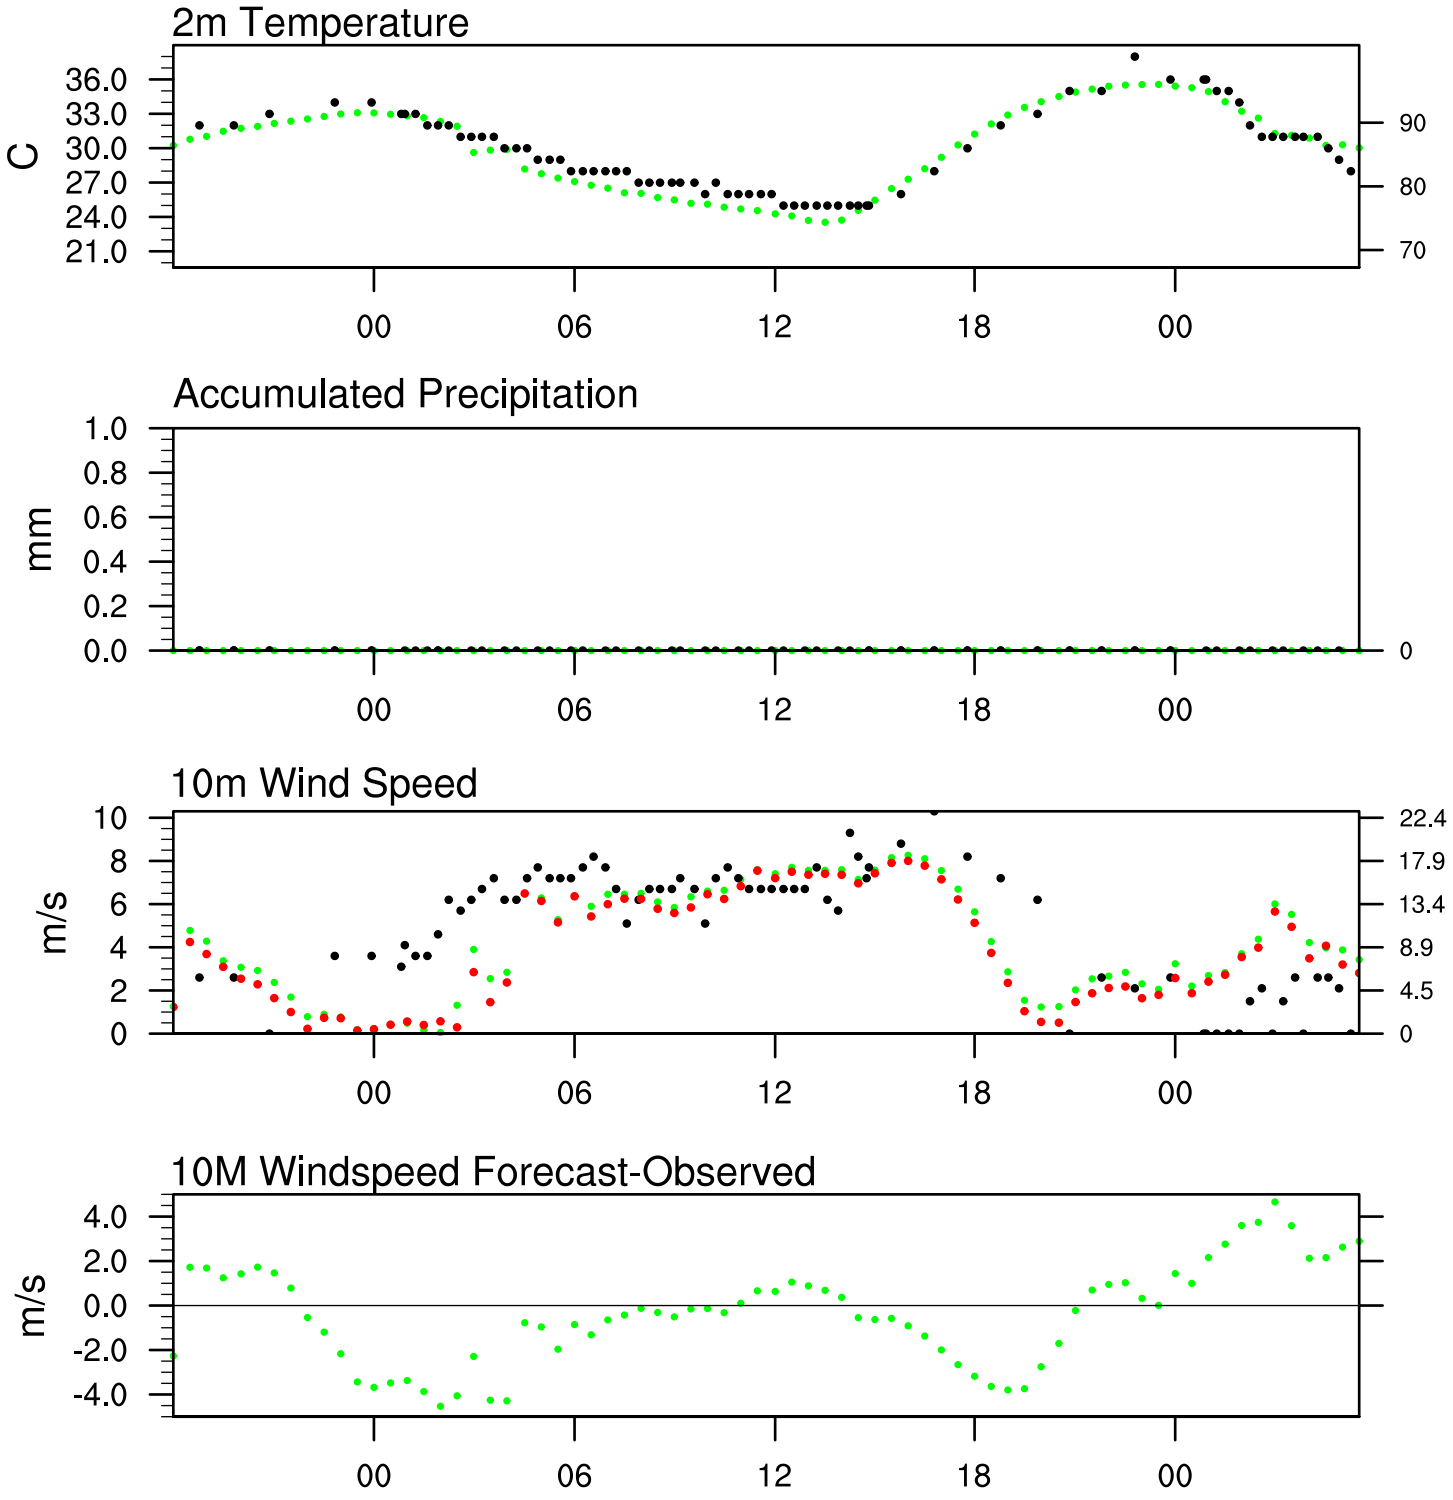 2m Temperature
C
36.0
33.0
30.0
27.0
24.0
21.0
90
80
70
00 06 12 18 00
Accumulated Precipitation
mm
1.0
0.8
0.6
0.4
0.2
0.0
0
00 06 12 18 00
10m Wind Speed
m/s
10
8
6
4
2
0
22.4
17.9
13.4
8.9
4.5
0
00 06 12 18 00
10M Windspeed Forecast-Observed
m/s
4.0
2.0
0.0
-2.0
-4.0
00 06 12 18 00